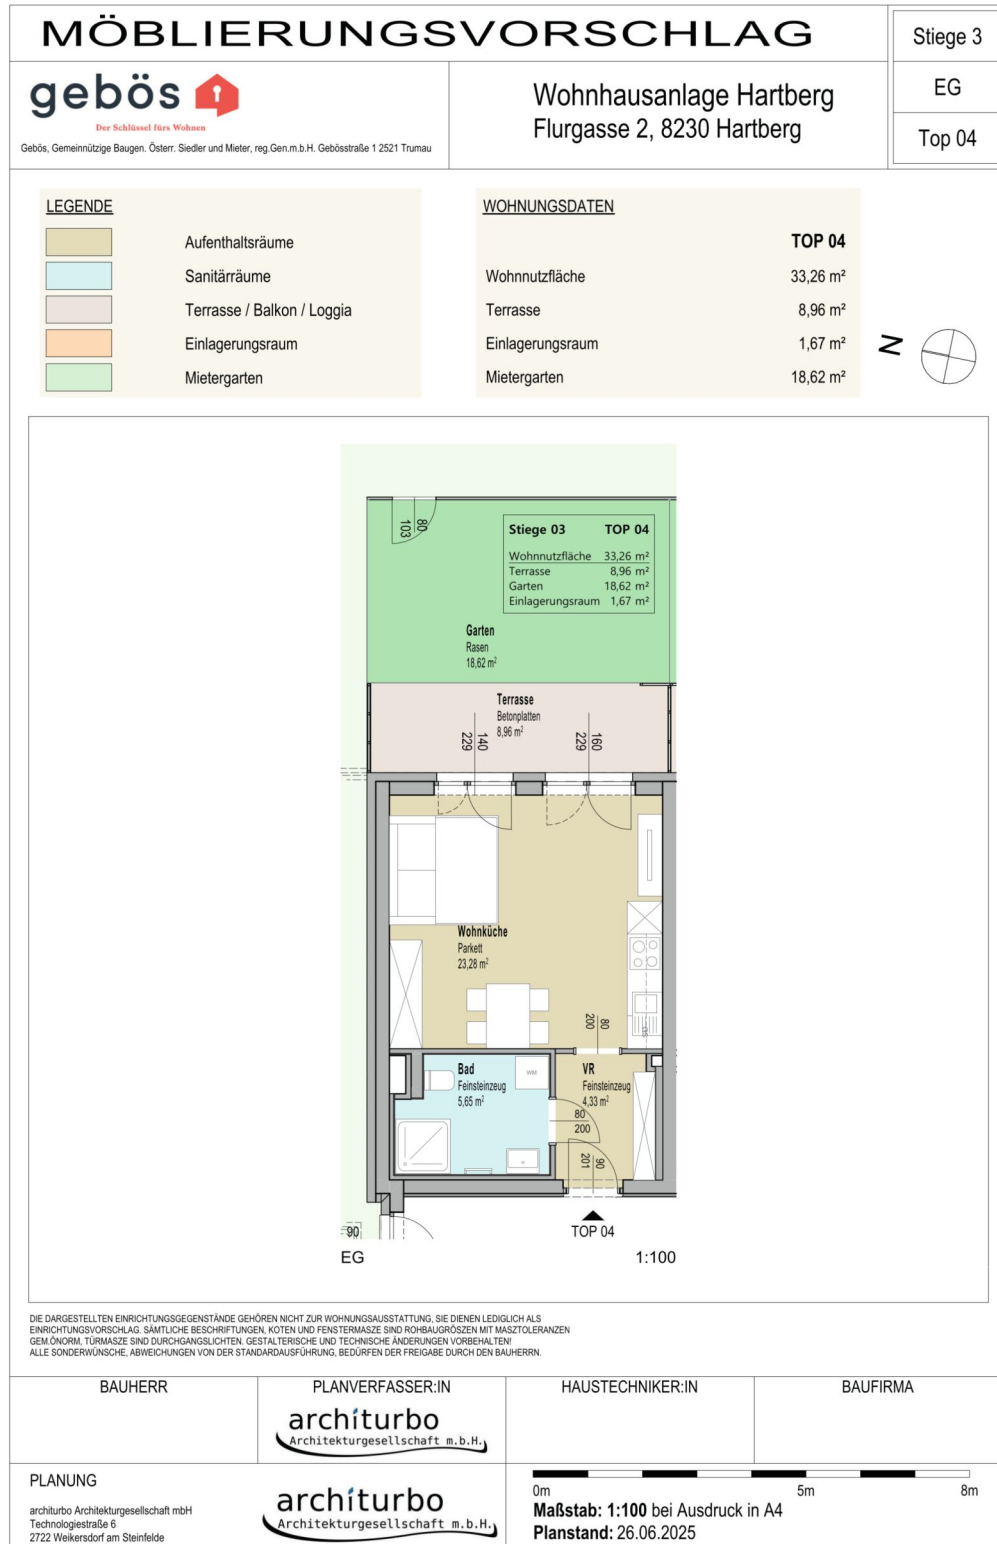 MÖBLIERUNGSVORSCHLAG
Stiege 3
EG
Top 04
gebös
Der Schlüssel fürs Wohnen
Gebös, Gemeinnützige Baugen. Österr. Siedler und Mieter, reg.Gen.m.b.H. Gebösstraße 1 2521 Trumau
Wohnhausanlage Hartberg
Flurgasse 2, 8230 Hartberg
LEGENDE
Aufenthaltsräume
Sanitärräume
Terrasse / Balkon / Loggia
Einlagerungsraum
Mietergarten
WOHNUNGSDATEN
TOP 04
Wohnnutzfläche 33,26 m²
Terrasse 8,96 m²
Einlagerungsraum 1,67 m²
Mietergarten 18,62 m²
N
80
103
Stiege 03 TOP 04
Wohnnutzfläche 33,26 m²
Terrasse 8,96 m²
Garten 18,62 m²
Einlagerungsraum 1,67 m²
Garten
Rasen
18,62 m²
Terrasse
Betonplatten
8,96 m²
140
229
160
229
Wohnküche
Parkett
23,28 m²
80
200
Bad
Feinsteinzeug
5,65 m²
WM
VR
Feinsteinzeug
4,33 m²
80
200
90
201
90
TOP 04
EG
1:100
DIE DARGESTELLTEN EINRICHTUNGSGEGENSTÄNDE GEHÖREN NICHT ZUR WOHNUNGSAUSSTATTUNG, SIE DIENEN LEDIGLICH ALS
EINRICHTUNGSVORSCHLAG. SÄMTLICHE BESCHRIFTUNGEN, KOTEN UND FENSTERMASZE SIND ROHBAUGRÖSZEN MIT MASZTOLERANZEN
GEM.ÖNORM, TÜRMASZE SIND DURCHGANGSLICHTEN. GESTALTERISCHE UND TECHNISCHE ÄNDERUNGEN VORBEHALTEN!
ALLE SONDERWÜNSCHE, ABWEICHUNGEN VON DER STANDARDAUSFÜHRUNG, BEDÜRFEN DER FREIGABE DURCH DEN BAUHERRN.
BAUHERR
PLANVERFASSER:IN
architurbo
Architekturgesellschaft m.b.H.
HAUSTECHNIKER:IN
BAUFIRMA
PLANUNG
architurbo Architekturgesellschaft mbH
Technologiestraße 6
2722 Weikersdorf am Steinfelde
architurbo
Architekturgesellschaft m.b.H.
0m 5m 8m
Maßstab: 1:100 bei Ausdruck in A4
Planstand: 26.06.2025